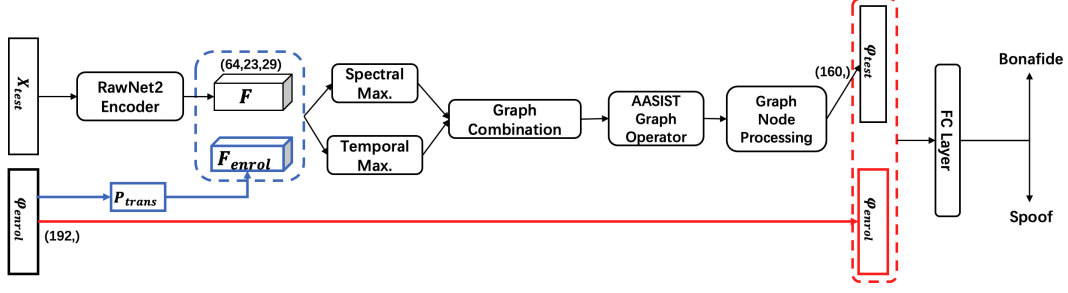 X_test
RawNet2
Encoder
(64,23,29)
F
F_enrol
P_trans
φ_enrol
(192,)
Spectral
Max.
Temporal
Max.
Graph
Combination
AASIST
Graph
Operator
Graph
Node
Processing
(160,)
φ_test
φ_enrol
FC Layer
Bonafide
Spoof